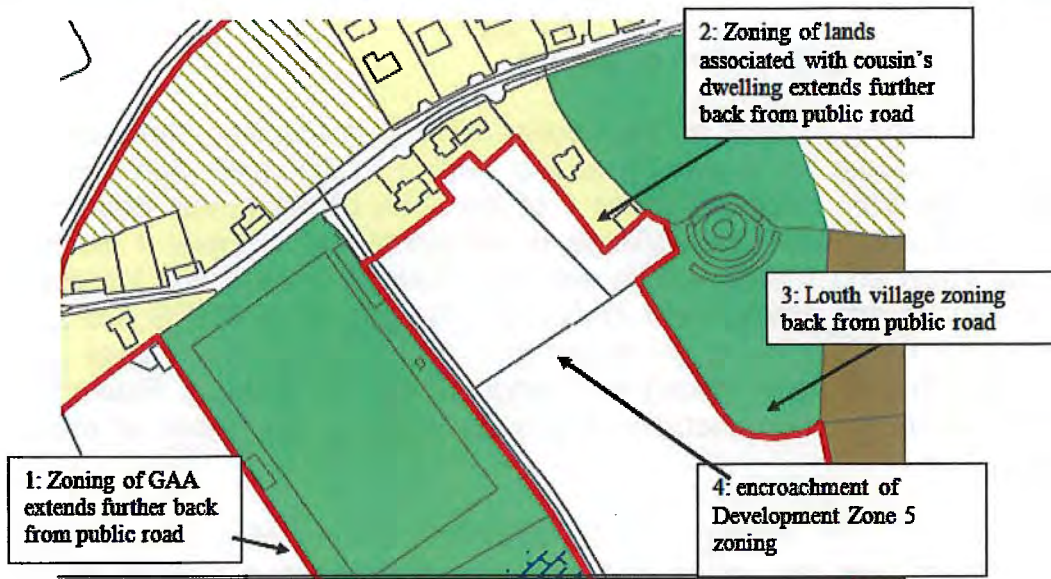 2: Zoning of lands
associated with cousin's
dwelling extends further
back from public road
3: Louth village zoning
back from public road
1: Zoning of GAA
extends further back
from public road
4: encroachment of
Development Zone 5
zoning